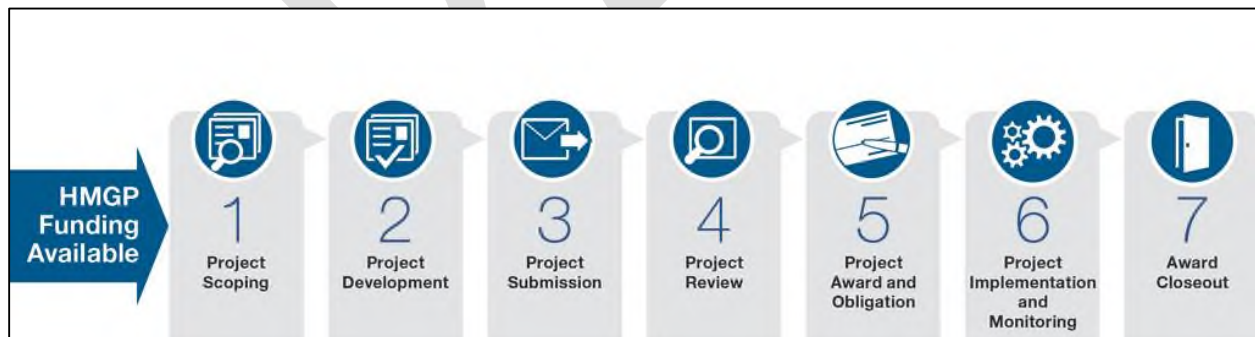 HMGP
Funding
Available
1
Project
Scoping
2
Project
Development
3
Project
Submission
4
Project
Review
5
Project
Award and
Obligation
6
Project
Implementation
and
Monitoring
7
Award
Closeout